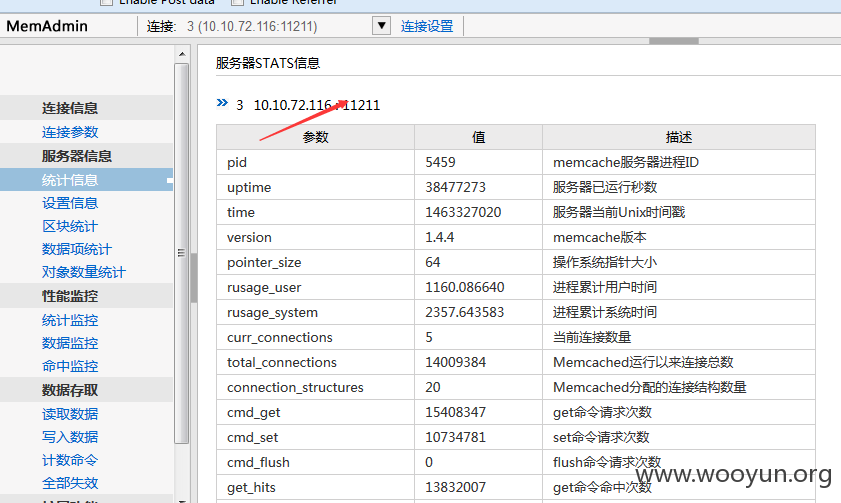 Enable Post data Enable Referrer
MemAdmin 连接: 3 (10.10.72.116:11211) 连接设置
连接信息
连接参数
服务器信息
统计信息
设置信息
区块统计
数据项统计
对象数量统计
性能监控
统计监控
数据监控
命中监控
数据存取
读取数据
写入数据
计数命令
全部失效
服务器STATS信息
3 10.10.72.116 : 11211
参数 值 描述
pid 5459 memcache服务器进程ID
uptime 38477273 服务器已运行秒数
time 1463327020 服务器当前Unix时间戳
version 1.4.4 memcache版本
pointer_size 64 操作系统指针大小
rusage_user 1160.086640 进程累计用户时间
rusage_system 2357.643583 进程累计系统时间
curr_connections 5 当前连接数量
total_connections 14009384 Memcached运行以来连接总数
connection_structures 20 Memcached分配的连接结构数量
cmd_get 15408347 get命令请求次数
cmd_set 10734781 set命令请求次数
cmd_flush 0 flush命令请求次数
get_hits 13832007 get命令命中次数
www.wooyun.org